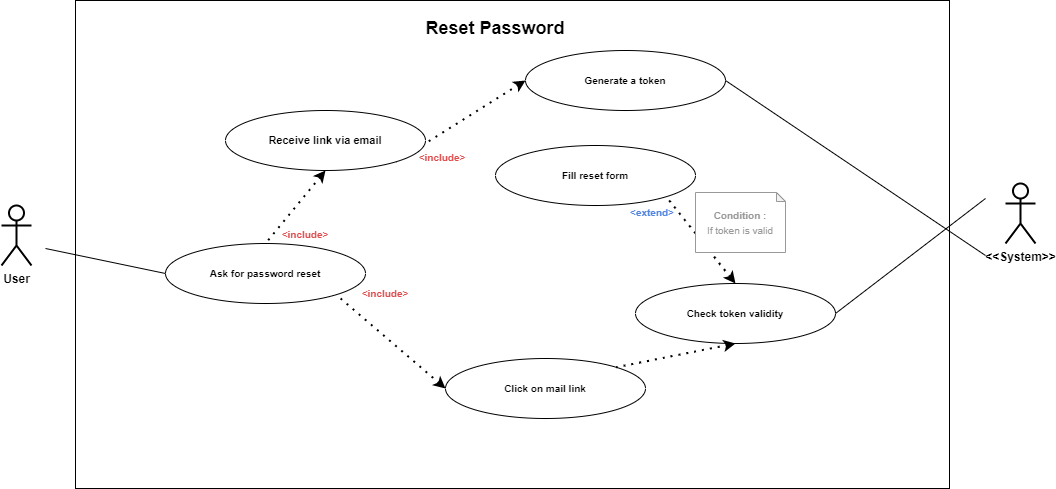 Reset Password
Generate a token
Receive link via email
<include>
Fill reset form
<extend>
Condition :
If token is valid
<include>
User
Ask for password reset
<<System>>
<include>
Check token validity
Click on mail link